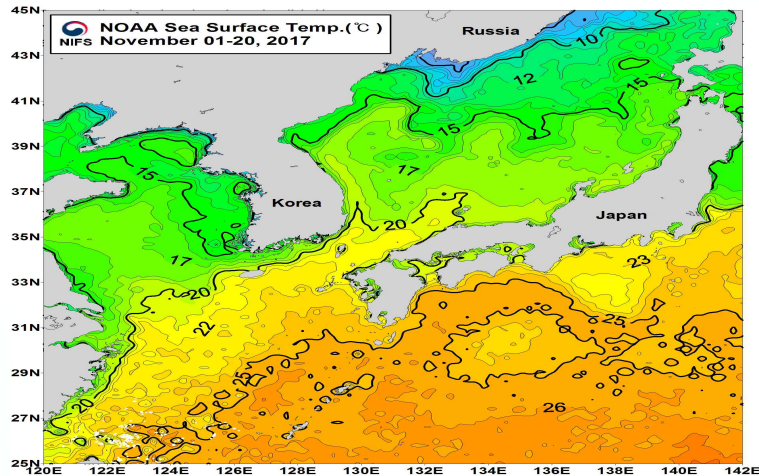 NIFS
NOAA Sea Surface Temp.(℃)
November 01-20, 2017
45N
43N
41N
39N
37N
35N
33N
31N
29N
27N
25N
Russia
10
12
15
15
15
17
Korea
Japan
20
17
20
23
22
25
25
26
20
120E
122E
124E
126E
128E
130E
132E
134E
136E
138E
140E
142E